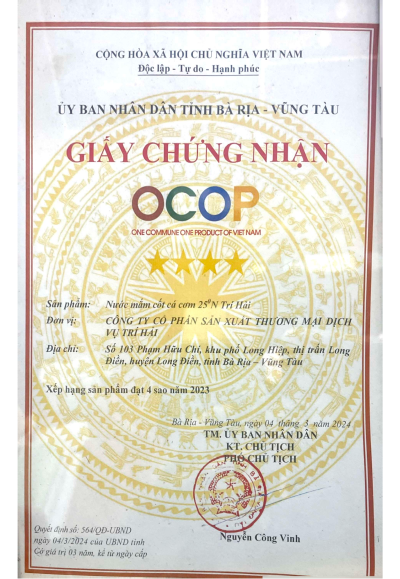 CỘNG HÒA XÃ HỘI CHỦ NGHĨA VIỆT NAM
Độc lập - Tự do - Hạnh phúc
ỦY BAN NHÂN DÂN TỈNH BÀ RỊA - VŨNG TÀU
GIẤY CHỨNG NHẬN
OCOP
ONE COMMUNE ONE PRODUCT OF VIET NAM
Sản phẩm: Nước mắm cốt cá cơm 25⁰N Trí Hải
Đơn vị: CÔNG TY CỔ PHẦN SẢN XUẤT THƯƠNG MẠI DỊCH
VỤ TRÍ HẢI
Địa chỉ: Số 103 Phạm Hữu Chí, khu phố Long Hiệp, thị trấn Long
Điền, huyện Long Điền, tỉnh Bà Rịa – Vũng Tàu
Xếp hạng sản phẩm đạt 4 sao năm 2023
Bà Rịa - Vũng Tàu, ngày 04 tháng 3 năm 2024
TM. ỦY BAN NHÂN DÂN
KT. CHỦ TỊCH
PHÓ CHỦ TỊCH
Quyết định số: 564/QĐ-UBND
ngày 04/3/2024 của UBND tỉnh
Có giá trị 03 năm, kể từ ngày cấp
Nguyễn Công Vinh